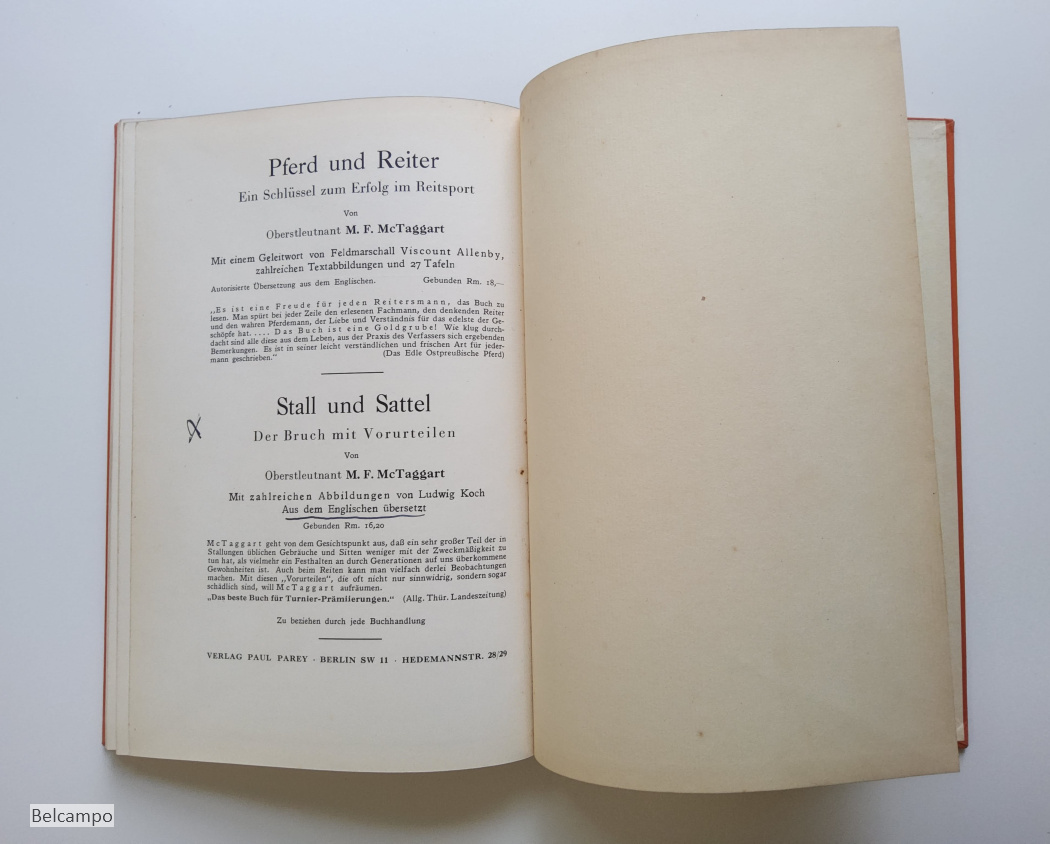 Pferd und Reiter
Ein Schlüssel zum Erfolg im Reitsport
Von
Oberstleutnant M. F. McTaggart
Mit einem Geleitwort von Feldmarschall Viscount Allenby,
zahlreichen Textabbildungen und 27 Tafeln
Autorisierte Übersetzung aus dem Englischen. Gebunden Rm. 18,—
„Es ist eine Freude für jeden Reitersmann, das Buch zu
lesen. Man spürt bei jeder Zeile den erlesenen Fachmann, den denkenden Reiter
und den wahren Pferdemann, der Liebe und Verständnis für das edelste der Ge-
schöpfe hat..... Das Buch ist eine Goldgrube! Wie klug durch-
dacht sind alle diese aus dem Leben, aus der Praxis des Verfassers sich ergebenden
Bemerkungen. Es ist in seiner leicht verständlichen und frischen Art für jeder-
mann geschrieben.“ (Das Edle Ostpreußische Pferd)
Stall und Sattel
Der Bruch mit Vorurteilen
Von
Oberstleutnant M. F. McTaggart
Mit zahlreichen Abbildungen von Ludwig Koch
Aus dem Englischen übersetzt
Gebunden Rm. 16,20
McTaggart geht von dem Gesichtspunkt aus, daß ein sehr großer Teil der in
Stallungen üblichen Gebräuche und Sitten weniger mit der Zweckmäßigkeit zu
tun hat, als vielmehr ein Festhalten an durch Generationen auf uns überkommene
Gewohnheiten ist. Auch beim Reiten kann man vielfach derlei Beobachtungen
machen. Mit diesen „Vorurteilen“, die oft nicht nur sinnwidrig, sondern sogar
schädlich sind, will McTaggart aufräumen.
„Das beste Buch für Turnier-Prämiierungen.“ (Allg. Thür. Landeszeitung)
Zu beziehen durch jede Buchhandlung
VERLAG PAUL PAREY · BERLIN SW 11 · HEDEMANNSTR. 28/29
Belcampo